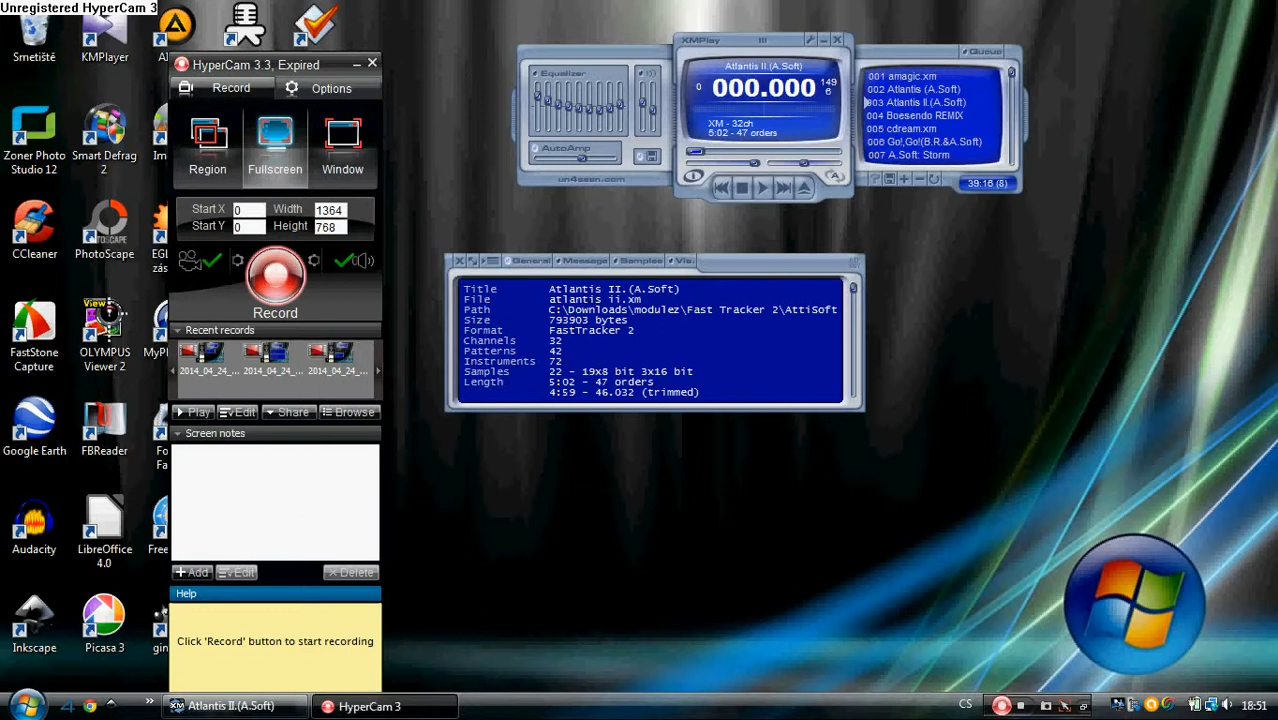 Unregistered HyperCam 3
Smetiště
KMPlayer
Zoner Photo
Studio 12
Smart Defrag
2
CCleaner
PhotoScape
FastStone
Capture
OLYMPUS
Viewer 2
Google Earth
FBReader
Audacity
LibreOffice
4.0
Inkscape
Picasa 3
HyperCam 3.3, Expired
Record
Options
Region
Fullscreen
Window
Start X 0 Width 1364
Start Y 0 Height 768
Record
Recent records
2014_04_24_... 2014_04_24_... 2014_04_24_...
Play Edit Share Browse
Screen notes
Add Edit Delete
Help
Click 'Record' button to start recording
XMPlay
Equalizer
AutoAmp
un4seen.com
Atlantis II.(A.Soft)
0 000.000 149
6
XM - 32ch
5:02 - 47 orders
Queue
001 amagic.xm
002 Atlantis (A.Soft)
003 Atlantis II.(A.Soft)
004 Boesendo REMIX
005 cdream.xm
006 Go!,Go!(B.R.&A.Soft)
007 A.Soft: Storm
39:16 (8)
General Message Samples Vis.
Title Atlantis II.(A.Soft)
File atlantis ii.xm
Path C:\Downloads\modulez\Fast Tracker 2\AttiSoft
Size 793903 bytes
Format FastTracker 2
Channels 32
Patterns 42
Instruments 72
Samples 22 - 19x8 bit 3x16 bit
Length 5:02 - 47 orders
4:59 - 46.032 (trimmed)
Atlantis II.(A.Soft)
HyperCam 3
CS
18:51